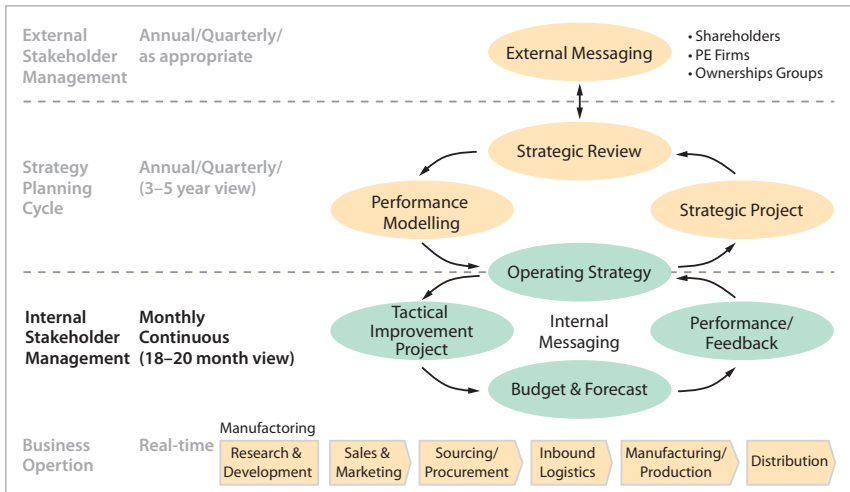 External
Stakeholder
Management
Annual/Quarterly/
as appropriate
External Messaging
• Shareholders
• PE Firms
• Ownerships Groups
Strategy
Planning
Cycle
Annual/Quarterly/
(3–5 year view)
Strategic Review
Performance
Modelling
Strategic Project
Operating Strategy
Internal
Stakeholder
Management
Monthly
Continuous
(18–20 month view)
Tactical
Improvement
Project
Internal
Messaging
Performance/
Feedback
Budget & Forecast
Business
Opertion
Real-time
Manufactoring
Research &
Development
Sales &
Marketing
Sourcing/
Procurement
Inbound
Logistics
Manufacturing/
Production
Distribution